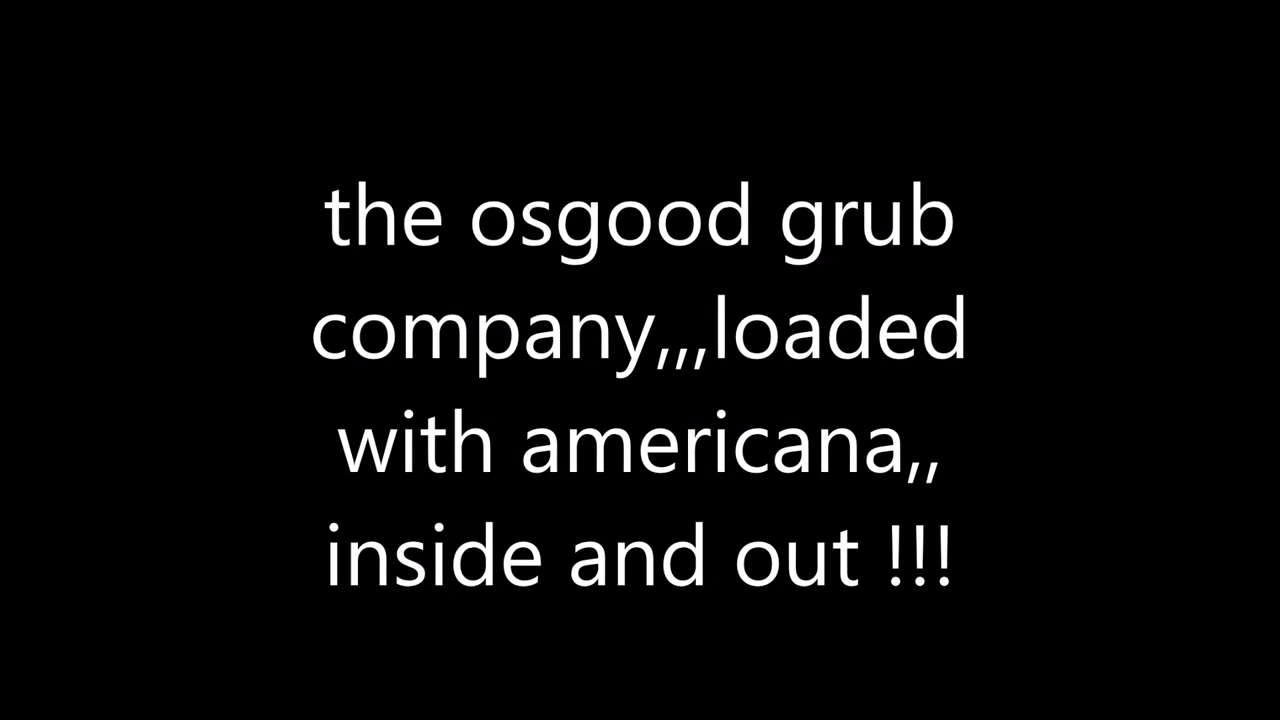 the osgood grub
company,,,loaded
with americana,,
inside and out !!!